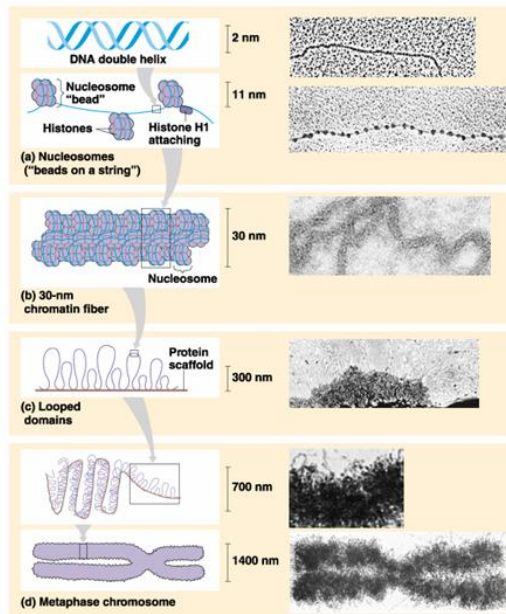 2 nm
DNA double helix
Nucleosome
“bead”
11 nm
Histones
Histone H1
attaching
(a) Nucleosomes
(“beads on a string”)
30 nm
Nucleosome
(b) 30-nm
chromatin fiber
Protein
scaffold
300 nm
(c) Looped
domains
700 nm
1400 nm
(d) Metaphase chromosome